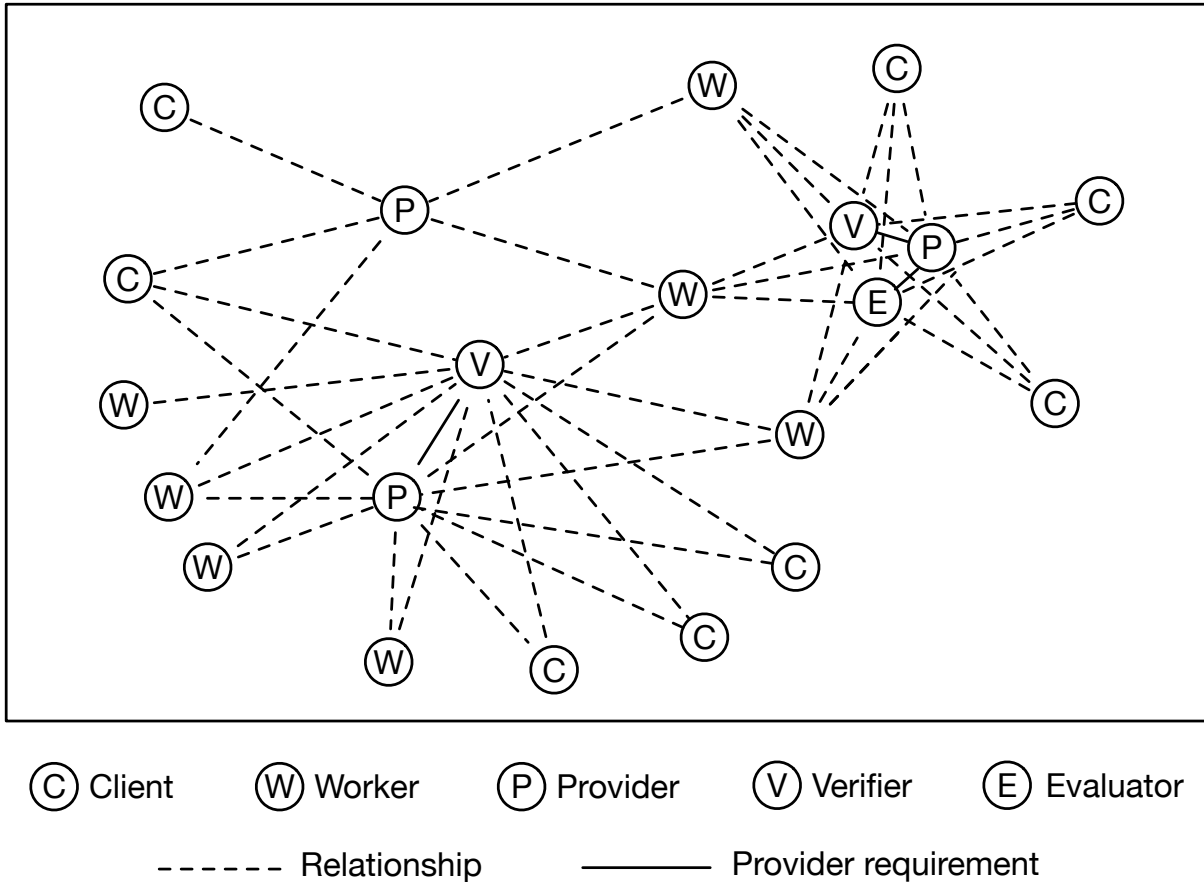 C
W
C
C
P
V
P
C
W
E
V
W
C
W
W
P
W
C
C
W
C
C Client W Worker P Provider V Verifier E Evaluator
Relationship Provider requirement